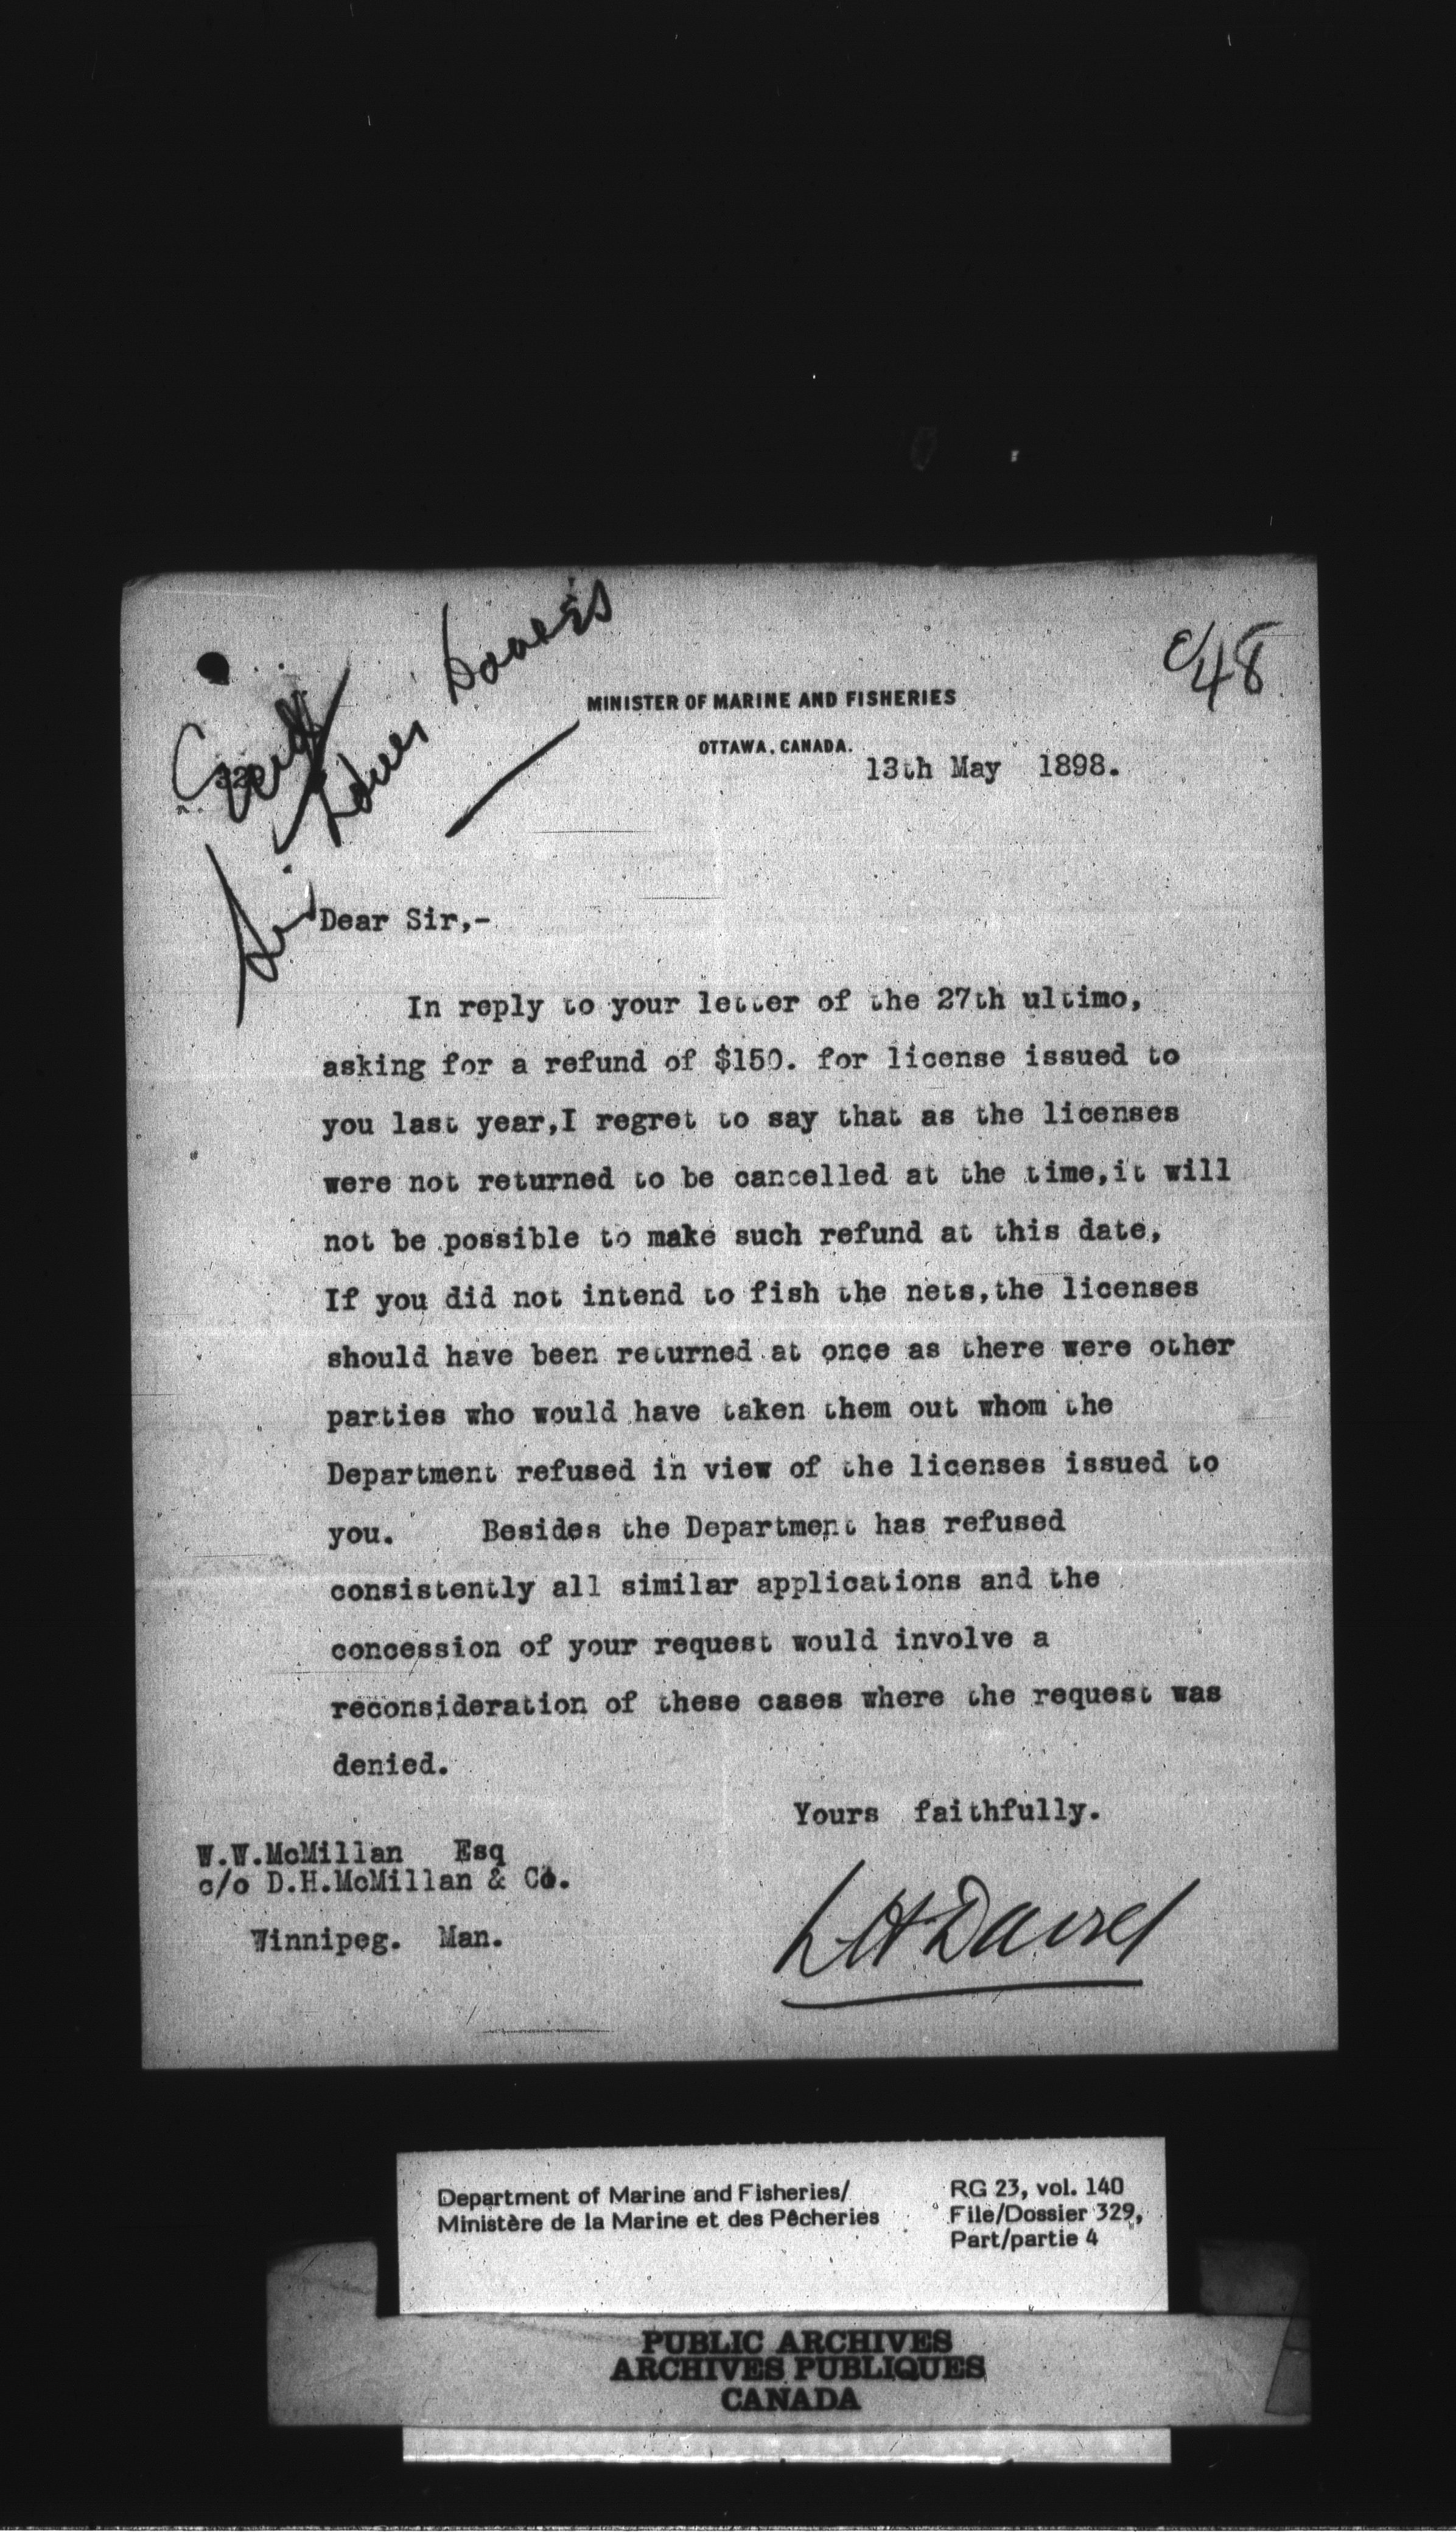 Sir Louis Davies
48
MINISTER OF MARINE AND FISHERIES
OTTAWA, CANADA.
13th May 1898.
Dear Sir,-
In reply to your letter of the 27th ultimo,
asking for a refund of $150. for license issued to
you last year,I regret to say that as the licenses
were not returned to be cancelled at the time,it will
not be possible to make such refund at this date,
If you did not intend to fish the nets,the licenses
should have been returned at once as there were other
parties who would have taken them out whom the
Department refused in view of the licenses issued to
you. Besides the Department has refused
consistently all similar applications and the
concession of your request would involve a
reconsideration of these cases where the request was
denied.
Yours faithfully.
W.W.McMillan Esq
c/o D.H.McMillan & Co.
Winnipeg. Man.
L H Davies
Department of Marine and Fisheries/
Ministère de la Marine et des Pêcheries
RG 23, vol. 140
File/Dossier 329,
Part/partie 4
PUBLIC ARCHIVES
ARCHIVES PUBLIQUES
CANADA